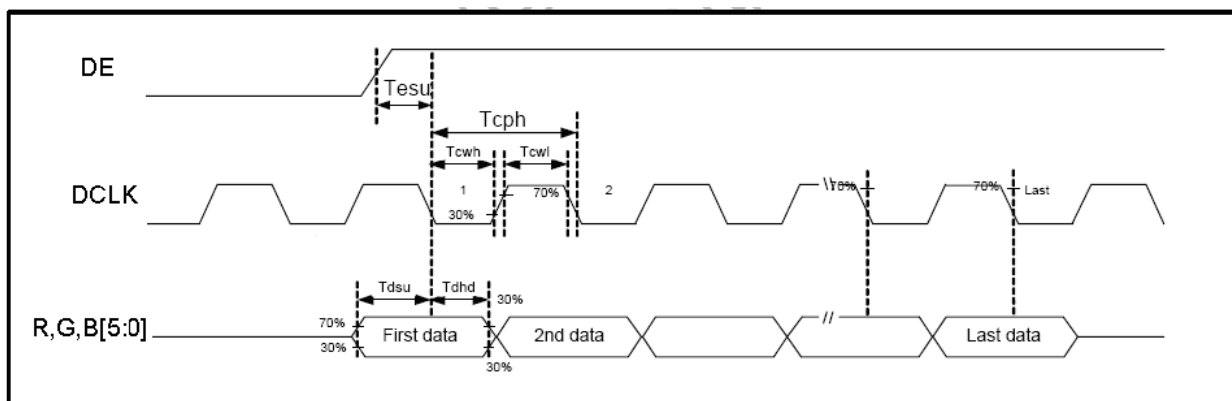 DE
Tesu
Tcph
Tcwh
Tcwl
DCLK
1
30%
70%
2
\\
70%
70%
Last
Tdsu
Tdhd
30%
R,G,B[5:0]
70%
30%
First data
30%
2nd data
//
Last data